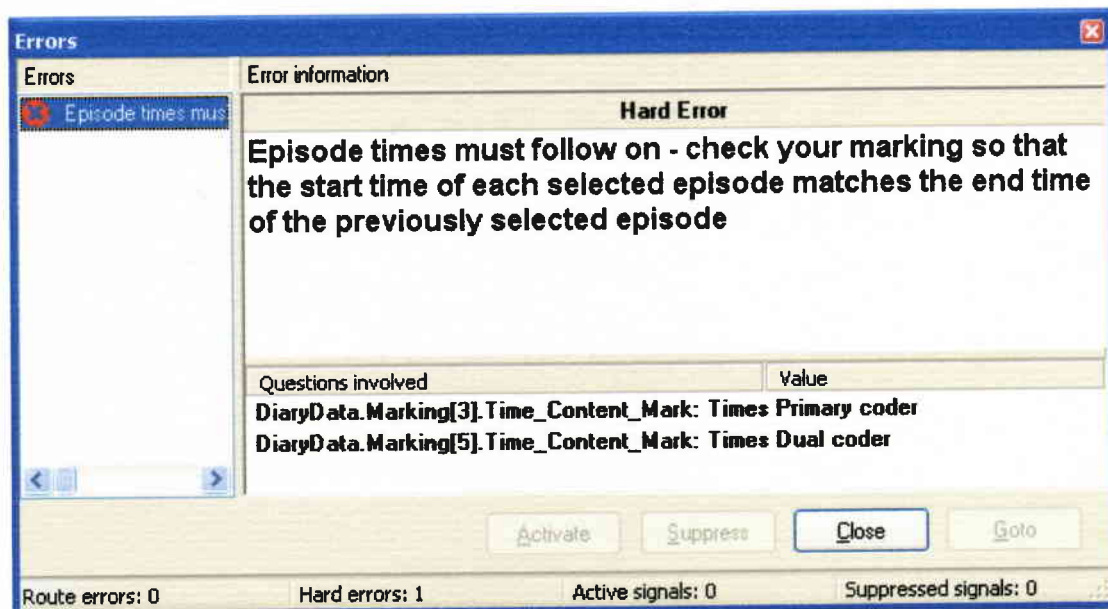 Errors
Errors
Error information
Episode times mus
Hard Error
Episode times must follow on - check your marking so that
the start time of each selected episode matches the end time
of the previously selected episode
Questions involved
Value
DiaryData.Marking[3].Time_Content_Mark: Times Primary coder
DiaryData.Marking[5].Time_Content_Mark: Times Dual coder
Activate
Suppress
Close
Goto
Route errors: 0
Hard errors: 1
Active signals: 0
Suppressed signals: 0